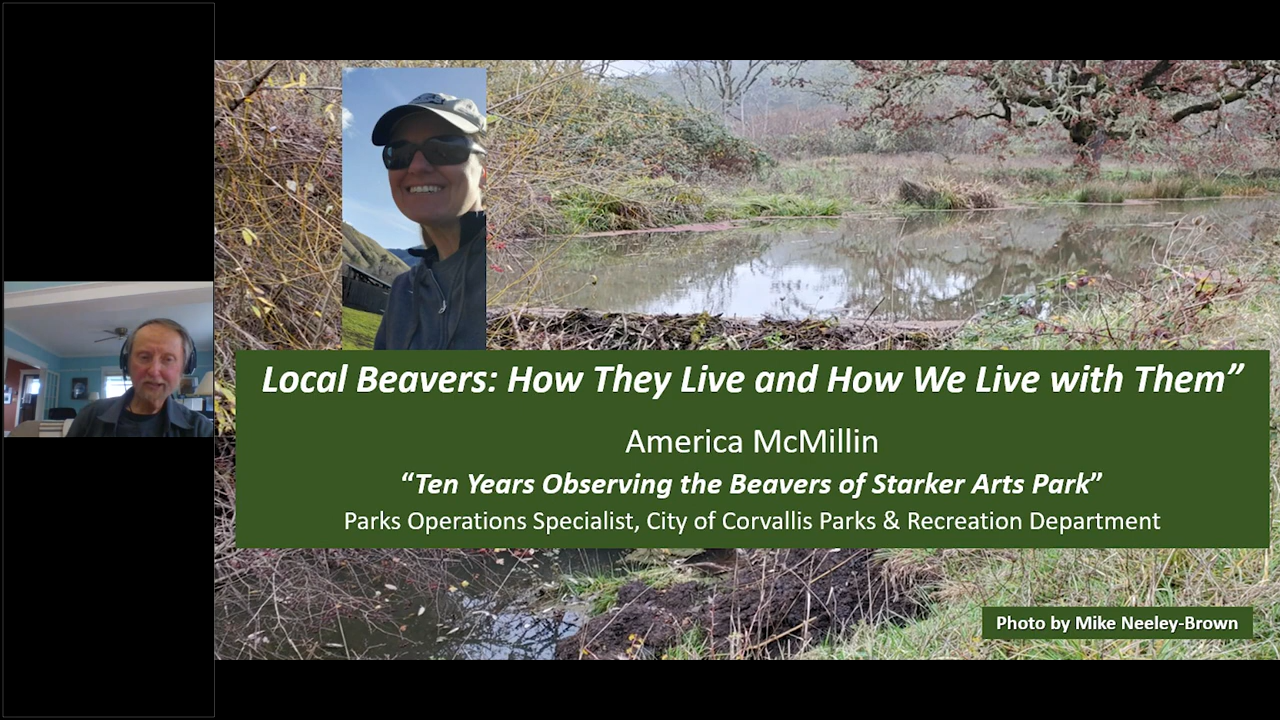 Local Beavers: How They Live and How We Live with Them”
America McMillin
“Ten Years Observing the Beavers of Starker Arts Park”
Parks Operations Specialist, City of Corvallis Parks & Recreation Department
Photo by Mike Neeley-Brown